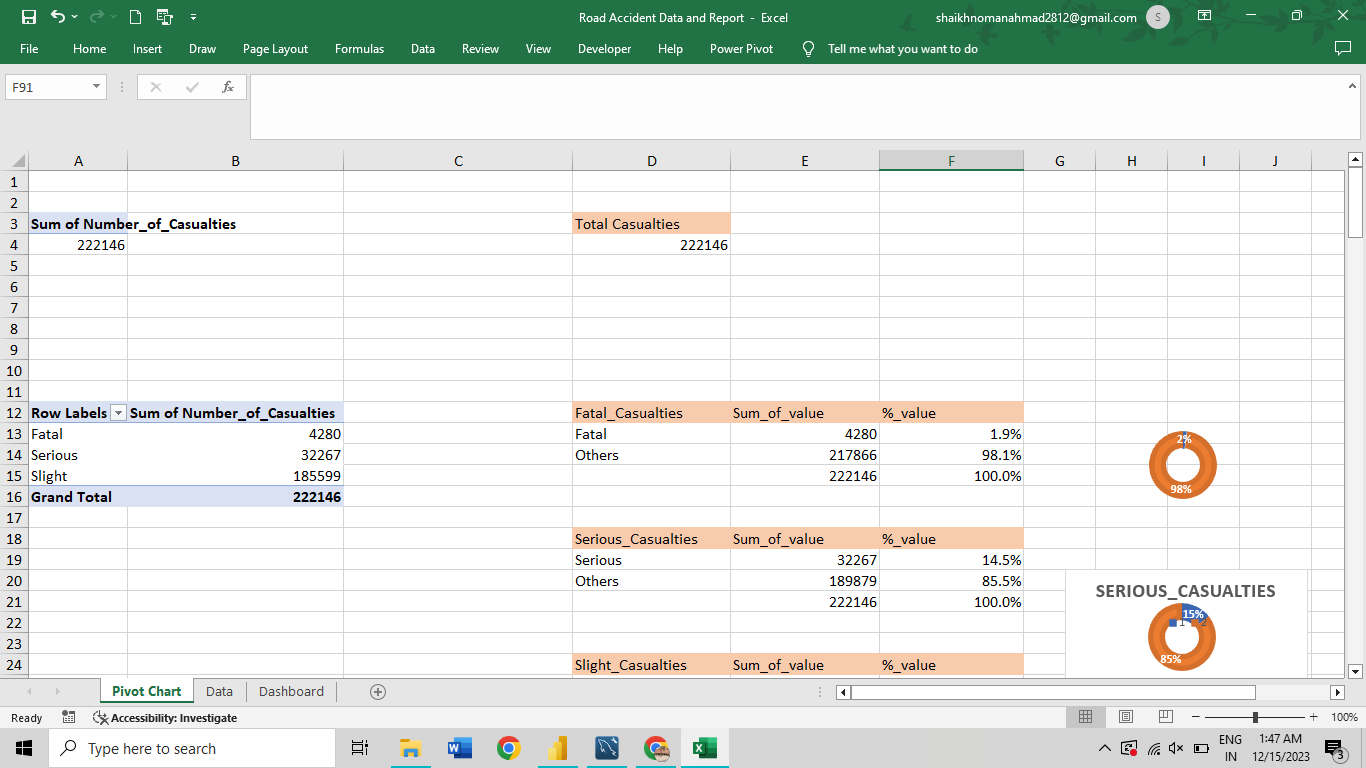 Road Accident Data and Report - Excel
shaikhnomanahmad2812@gmail.com
S
File Home Insert Draw Page Layout Formulas Data Review View Developer Help Power Pivot Tell me what you want to do
F91
fx
A B C D E F G H I J
1
2
3 Sum of Number_of_Casualties Total Casualties
4 222146 222146
5
6
7
8
9
10
11
12 Row Labels Sum of Number_of_Casualties Fatal_Casualties Sum_of_value %_value
13 Fatal 4280 Fatal 4280 1.9%
2%
14 Serious 32267 Others 217866 98.1%
15 Slight 185599 222146 100.0%
98%
16 Grand Total 222146
17
18 Serious_Casualties Sum_of_value %_value
19 Serious 32267 14.5%
20 Others 189879 85.5%
SERIOUS_CASUALTIES
21 222146 100.0%
15%
22
1 2
23
24 Slight_Casualties Sum_of_value %_value
85%
Pivot Chart Data Dashboard
Ready Accessibility: Investigate 100%
Type here to search
ENG
IN
1:47 AM
12/15/2023
3